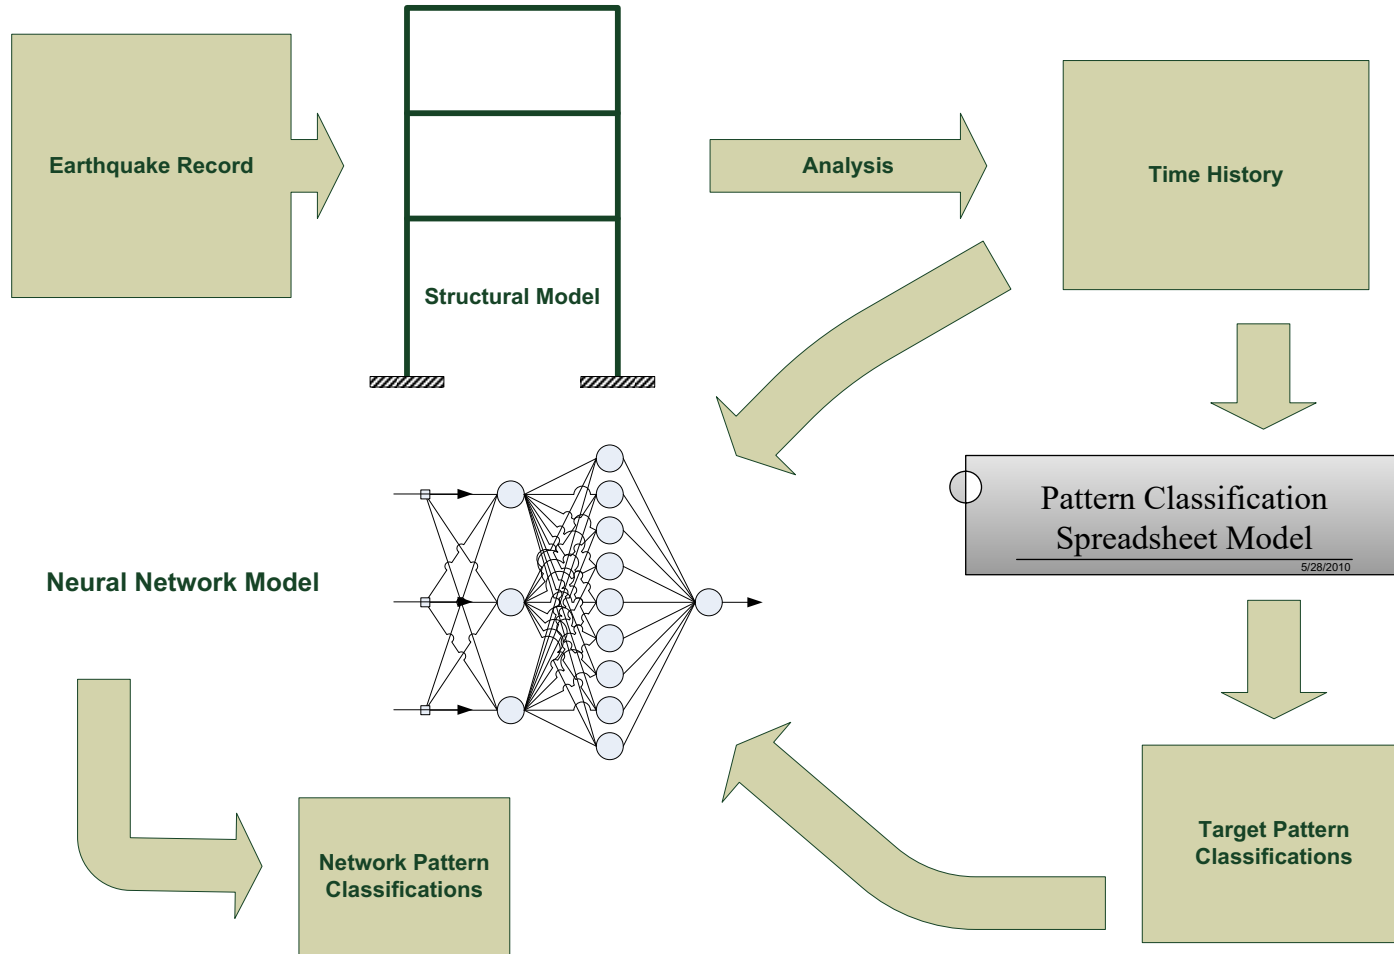 Earthquake Record
Structural Model
Analysis
Time History
Pattern Classification
Spreadsheet Model
5/28/2010
Neural Network Model
Target Pattern
Classifications
Network Pattern
Classifications